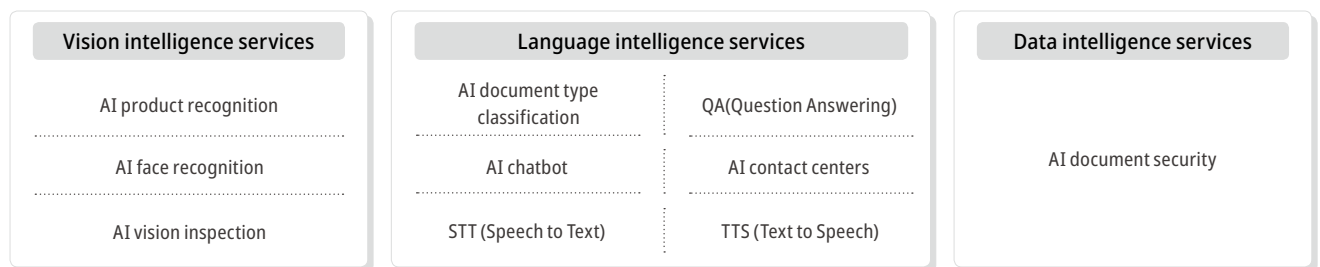 Vision intelligence services
AI product recognition
AI face recognition
AI vision inspection
Language intelligence services
AI document type
classification
QA(Question Answering)
AI chatbot
AI contact centers
STT (Speech to Text)
TTS (Text to Speech)
Data intelligence services
AI document security